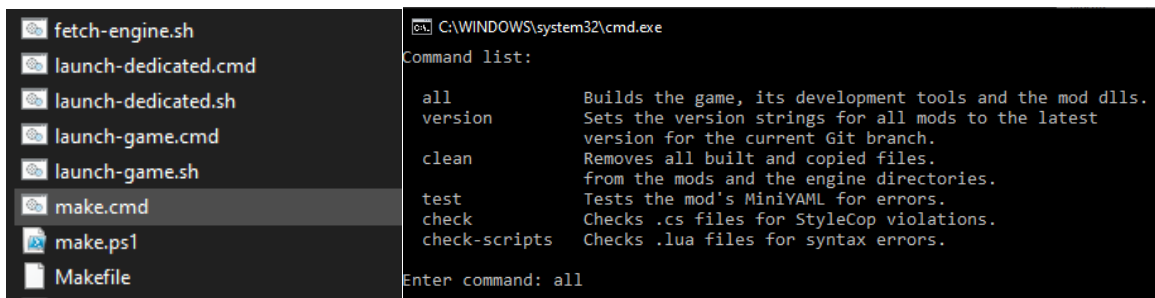 fetch-engine.sh
launch-dedicated.cmd
launch-dedicated.sh
launch-game.cmd
launch-game.sh
make.cmd
make.ps1
Makefile
C:\WINDOWS\system32\cmd.exe
Command list:
all Builds the game, its development tools and the mod dlls.
version Sets the version strings for all mods to the latest
version for the current Git branch.
clean Removes all built and copied files.
from the mods and the engine directories.
test Tests the mod's MiniYAML for errors.
check Checks .cs files for StyleCop violations.
check-scripts Checks .lua files for syntax errors.
Enter command: all